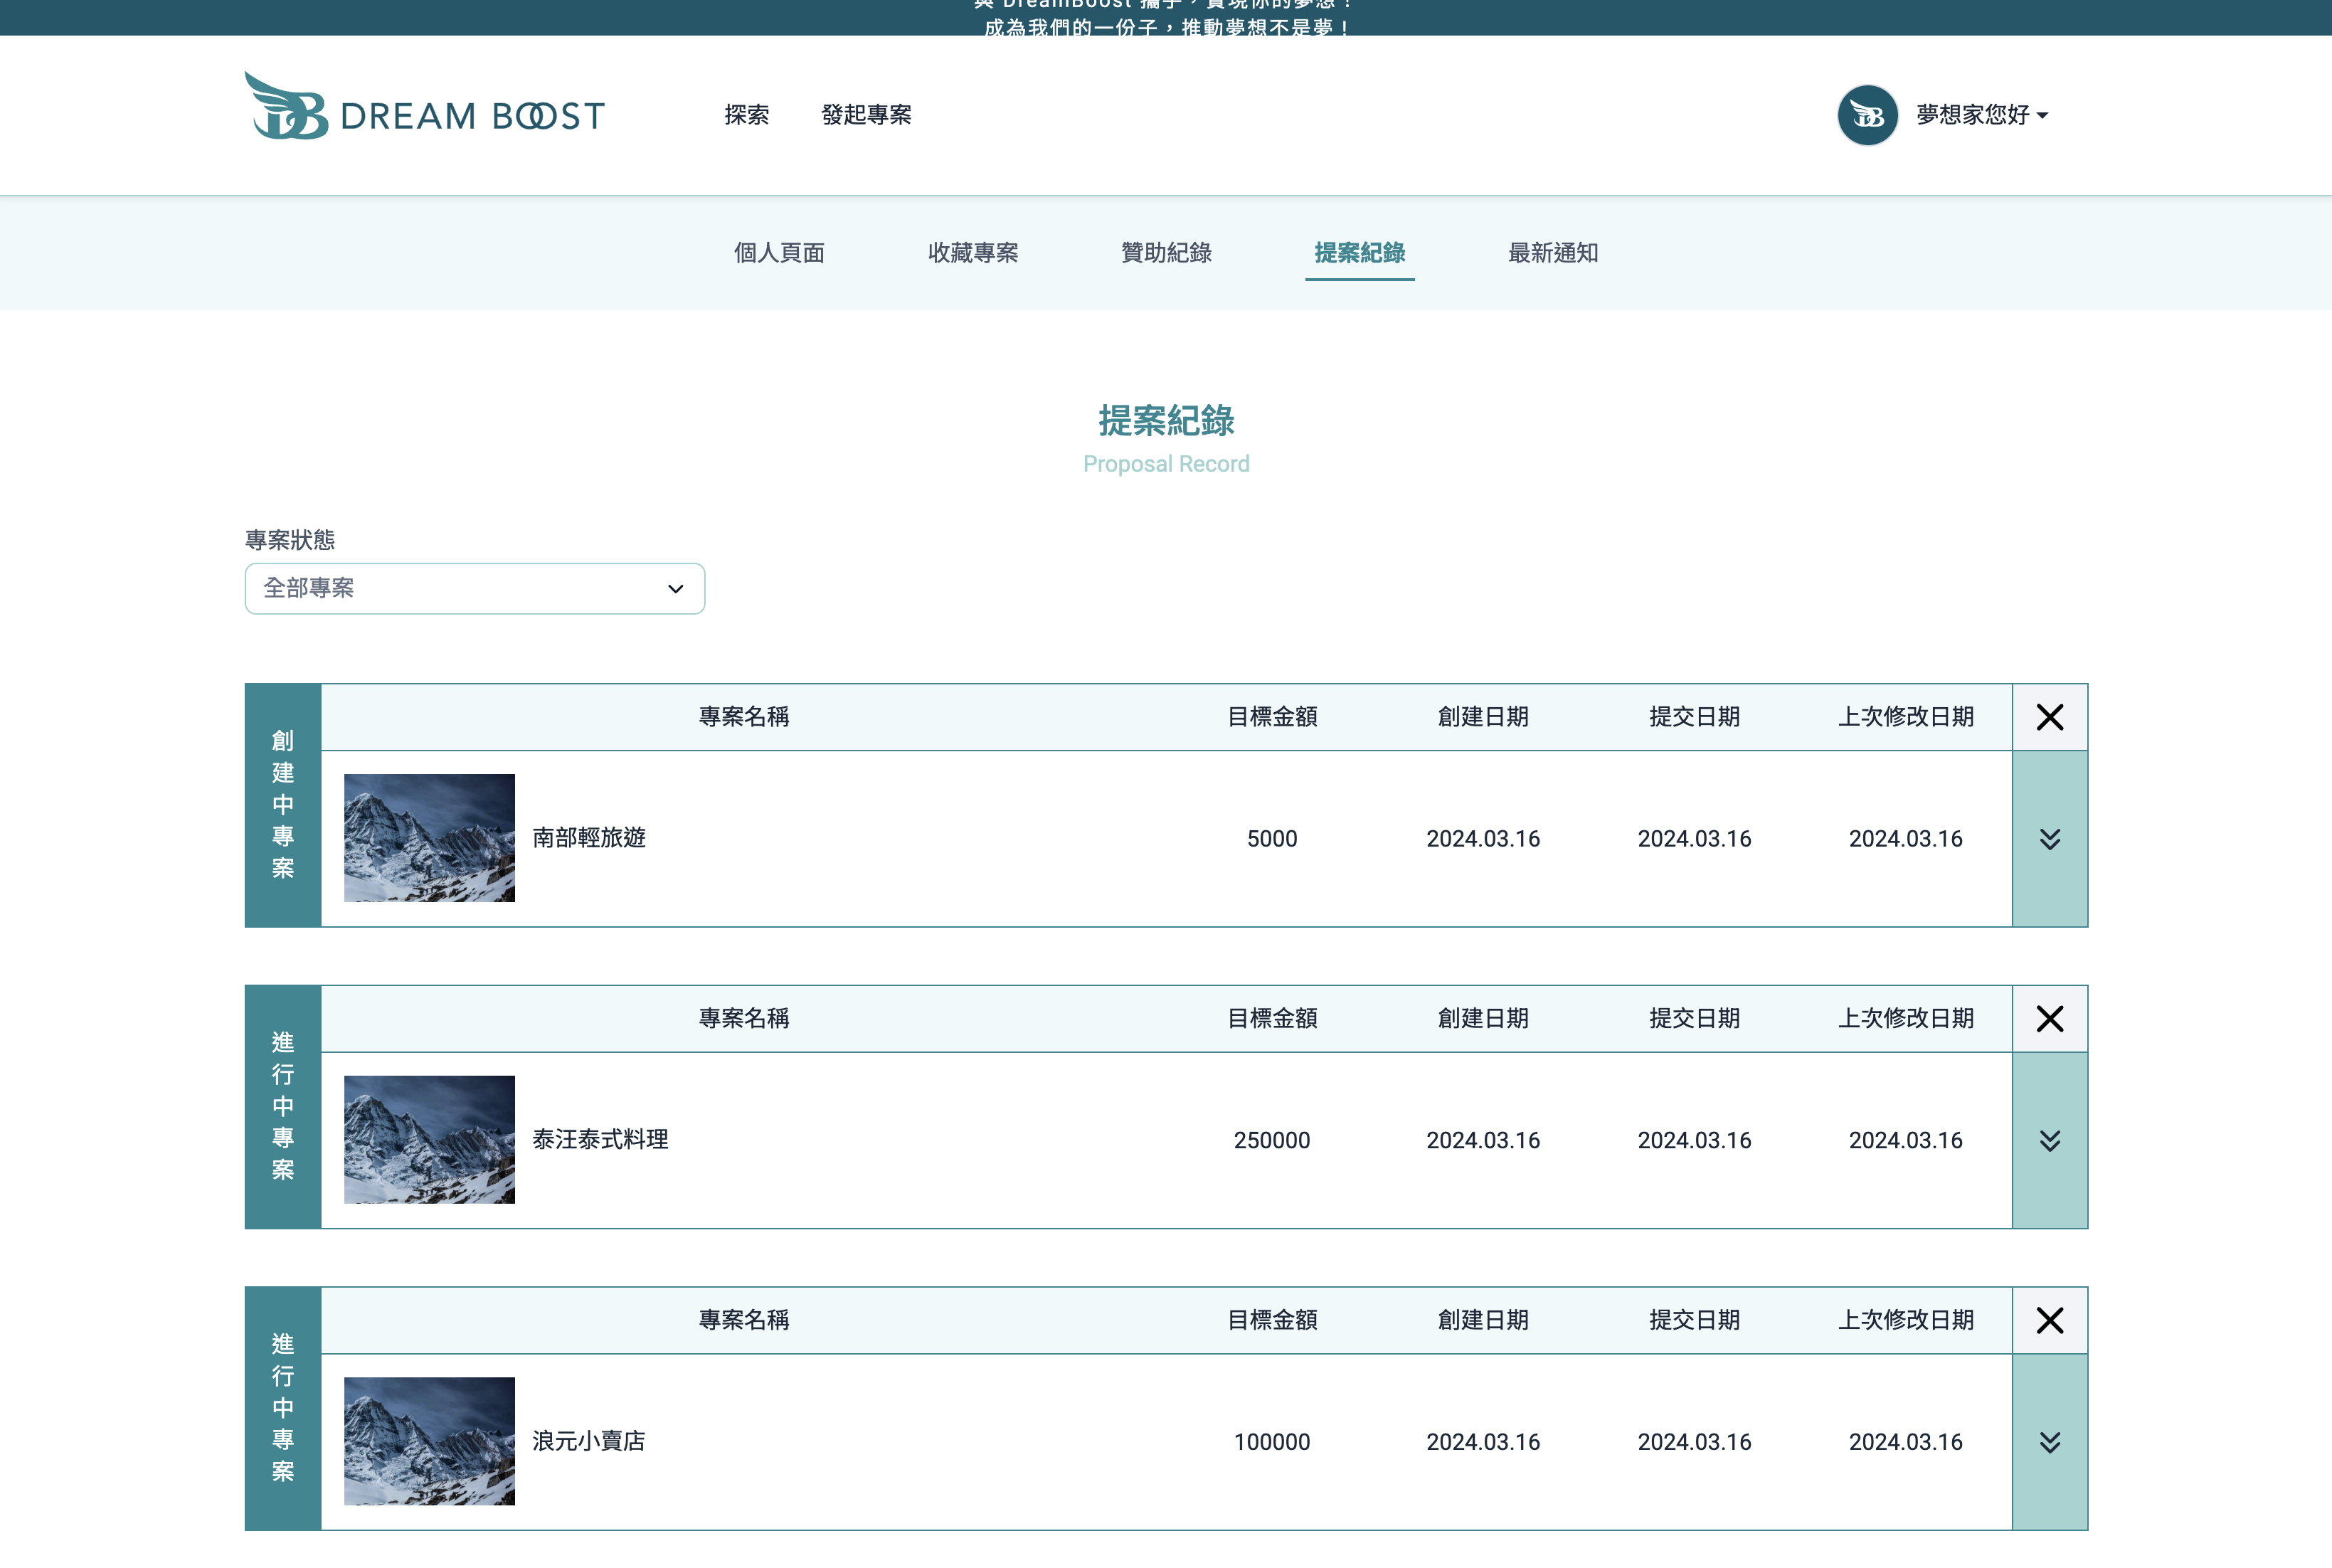 與 DreamBoost 攜手，實現你的夢想！
成為我們的一份子，推動夢想不是夢！
DB DREAM BOOST 探索 發起專案 DB 夢想家您好
個人頁面 收藏專案 贊助紀錄 提案紀錄 最新通知
提案紀錄
Proposal Record
專案狀態
全部專案
創建中專案
專案名稱 目標金額 創建日期 提交日期 上次修改日期
南部輕旅遊 5000 2024.03.16 2024.03.16 2024.03.16
進行中專案
專案名稱 目標金額 創建日期 提交日期 上次修改日期
泰汪泰式料理 250000 2024.03.16 2024.03.16 2024.03.16
進行中專案
專案名稱 目標金額 創建日期 提交日期 上次修改日期
浪元小賣店 100000 2024.03.16 2024.03.16 2024.03.16